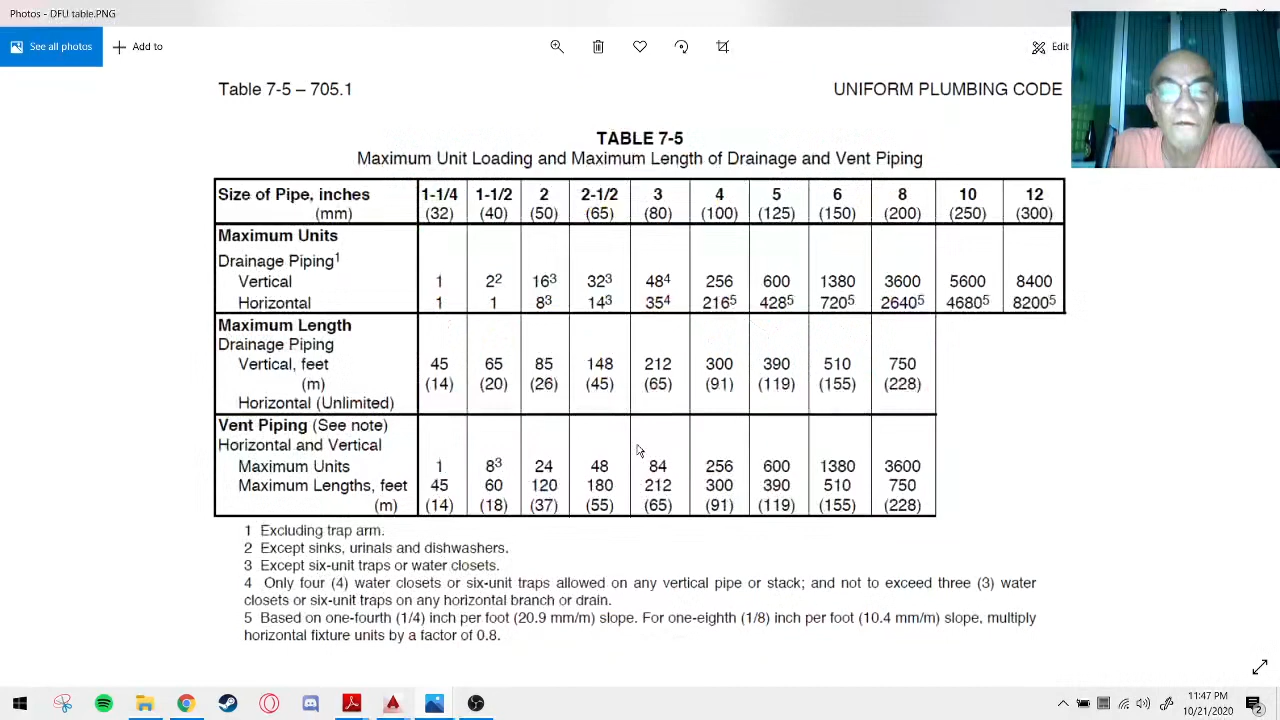 Photos - DFU table.PNG
See all photos
Add to
Edit
Table 7-5 – 705.1 UNIFORM PLUMBING CODE
TABLE 7-5
Maximum Unit Loading and Maximum Length of Drainage and Vent Piping
Size of Pipe, inches 1-1/4 1-1/2 2 2-1/2 3 4 5 6 8 10 12
(mm) (32) (40) (50) (65) (80) (100) (125) (150) (200) (250) (300)
Maximum Units
Drainage Piping¹
Vertical 1 2² 16³ 32³ 48⁴ 256 600 1380 3600 5600 8400
Horizontal 1 1 8³ 14³ 35⁴ 216⁵ 428⁵ 720⁵ 2640⁵ 4680⁵ 8200⁵
Maximum Length
Drainage Piping
Vertical, feet 45 65 85 148 212 300 390 510 750
(m) (14) (20) (26) (45) (65) (91) (119) (155) (228)
Horizontal (Unlimited)
Vent Piping (See note)
Horizontal and Vertical
Maximum Units 1 8³ 24 48 84 256 600 1380 3600
Maximum Lengths, feet 45 60 120 180 212 300 390 510 750
(m) (14) (18) (37) (55) (65) (91) (119) (155) (228)
1 Excluding trap arm.
2 Except sinks, urinals and dishwashers.
3 Except six-unit traps or water closets.
4 Only four (4) water closets or six-unit traps allowed on any vertical pipe or stack; and not to exceed three (3) water
closets or six-unit traps on any horizontal branch or drain.
5 Based on one-fourth (1/4) inch per foot (20.9 mm/m) slope. For one-eighth (1/8) inch per foot (10.4 mm/m) slope, multiply
horizontal fixture units by a factor of 0.8.
11:47 PM
10/21/2020
2